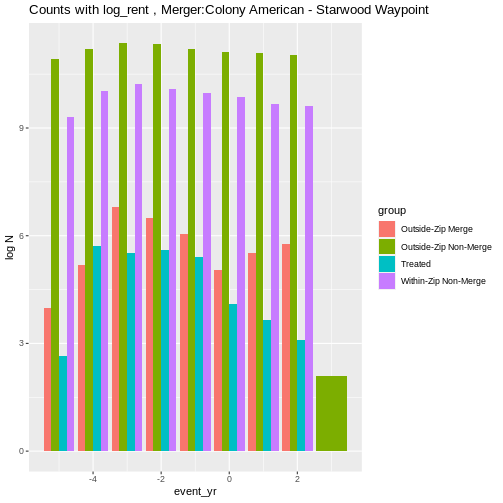 Counts with log_rent , Merger:Colony American - Starwood Waypoint
log N
9
6
3
0
-4
-2
0
2
event_yr
group
Outside-Zip Merge
Outside-Zip Non-Merge
Treated
Within-Zip Non-Merge